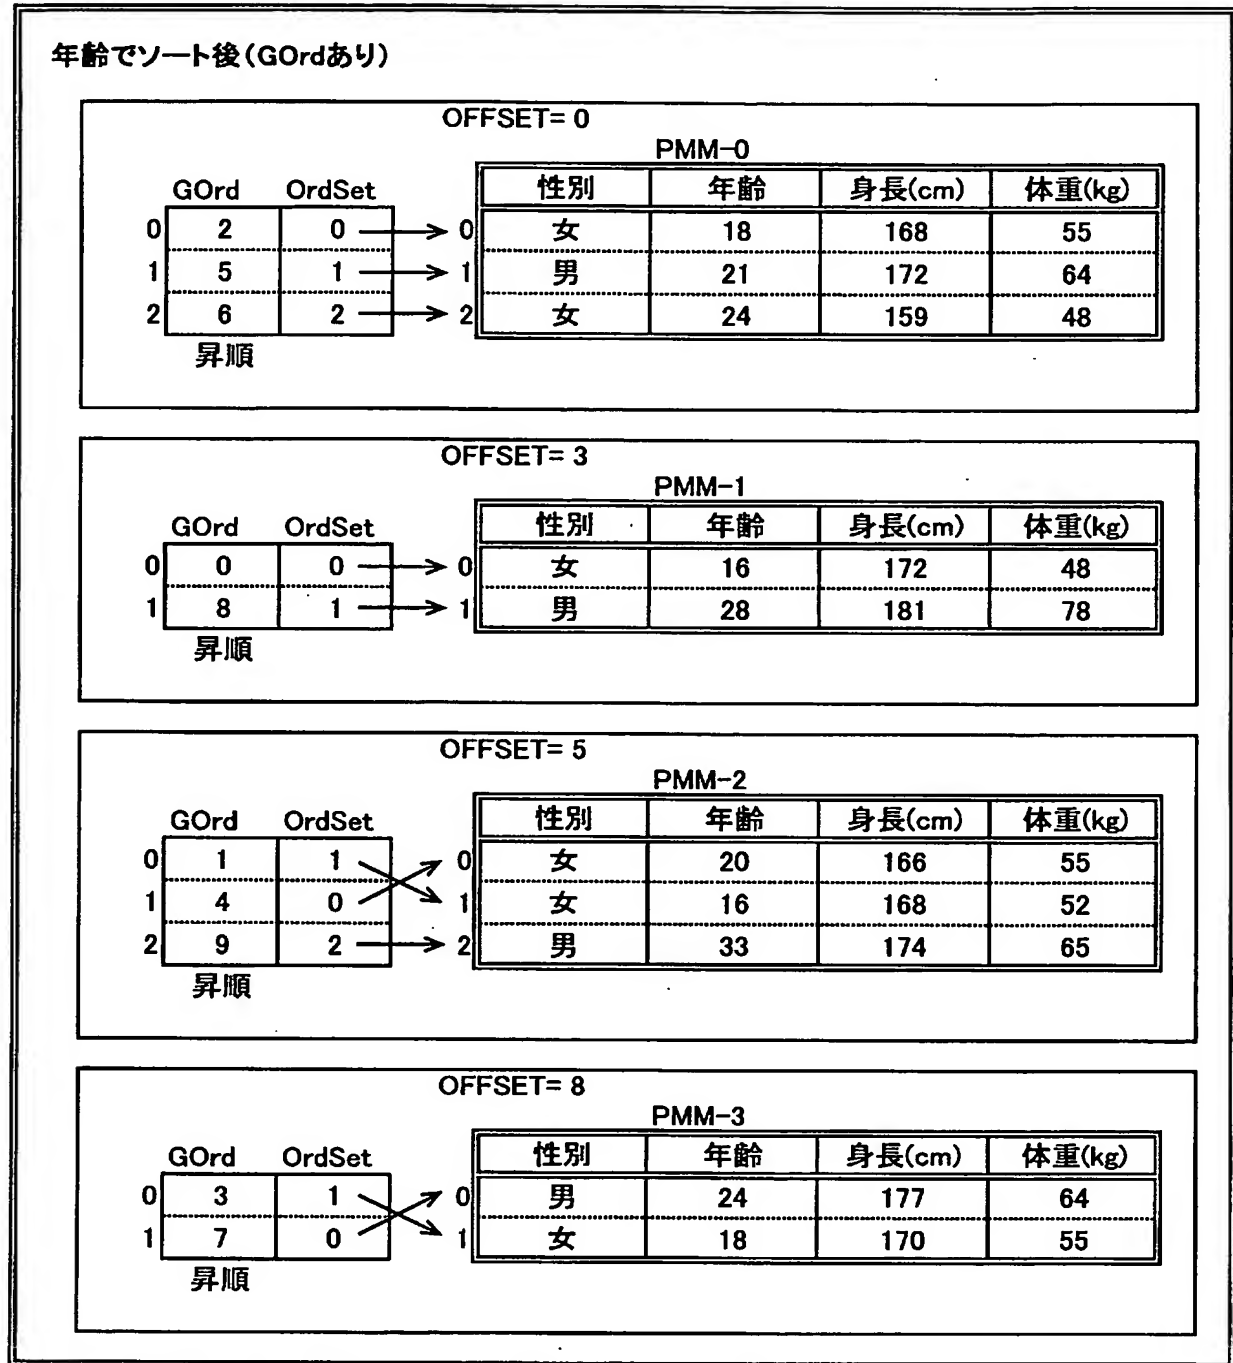 年齢でソート後(GOrdあり)
OFFSET= 0
PMM-0
GOrd OrdSet 性別 年齢 身長(cm) 体重(kg)
0 2 0 0 女 18 168 55
1 5 1 1 男 21 172 64
2 6 2 2 女 24 159 48
昇順
OFFSET= 3
PMM-1
GOrd OrdSet 性別 年齢 身長(cm) 体重(kg)
0 0 0 0 女 16 172 48
1 8 1 1 男 28 181 78
昇順
OFFSET= 5
PMM-2
GOrd OrdSet 性別 年齢 身長(cm) 体重(kg)
0 1 1 0 女 20 166 55
1 4 0 1 女 16 168 52
2 9 2 2 男 33 174 65
昇順
OFFSET= 8
PMM-3
GOrd OrdSet 性別 年齢 身長(cm) 体重(kg)
0 3 1 0 男 24 177 64
1 7 0 1 女 18 170 55
昇順